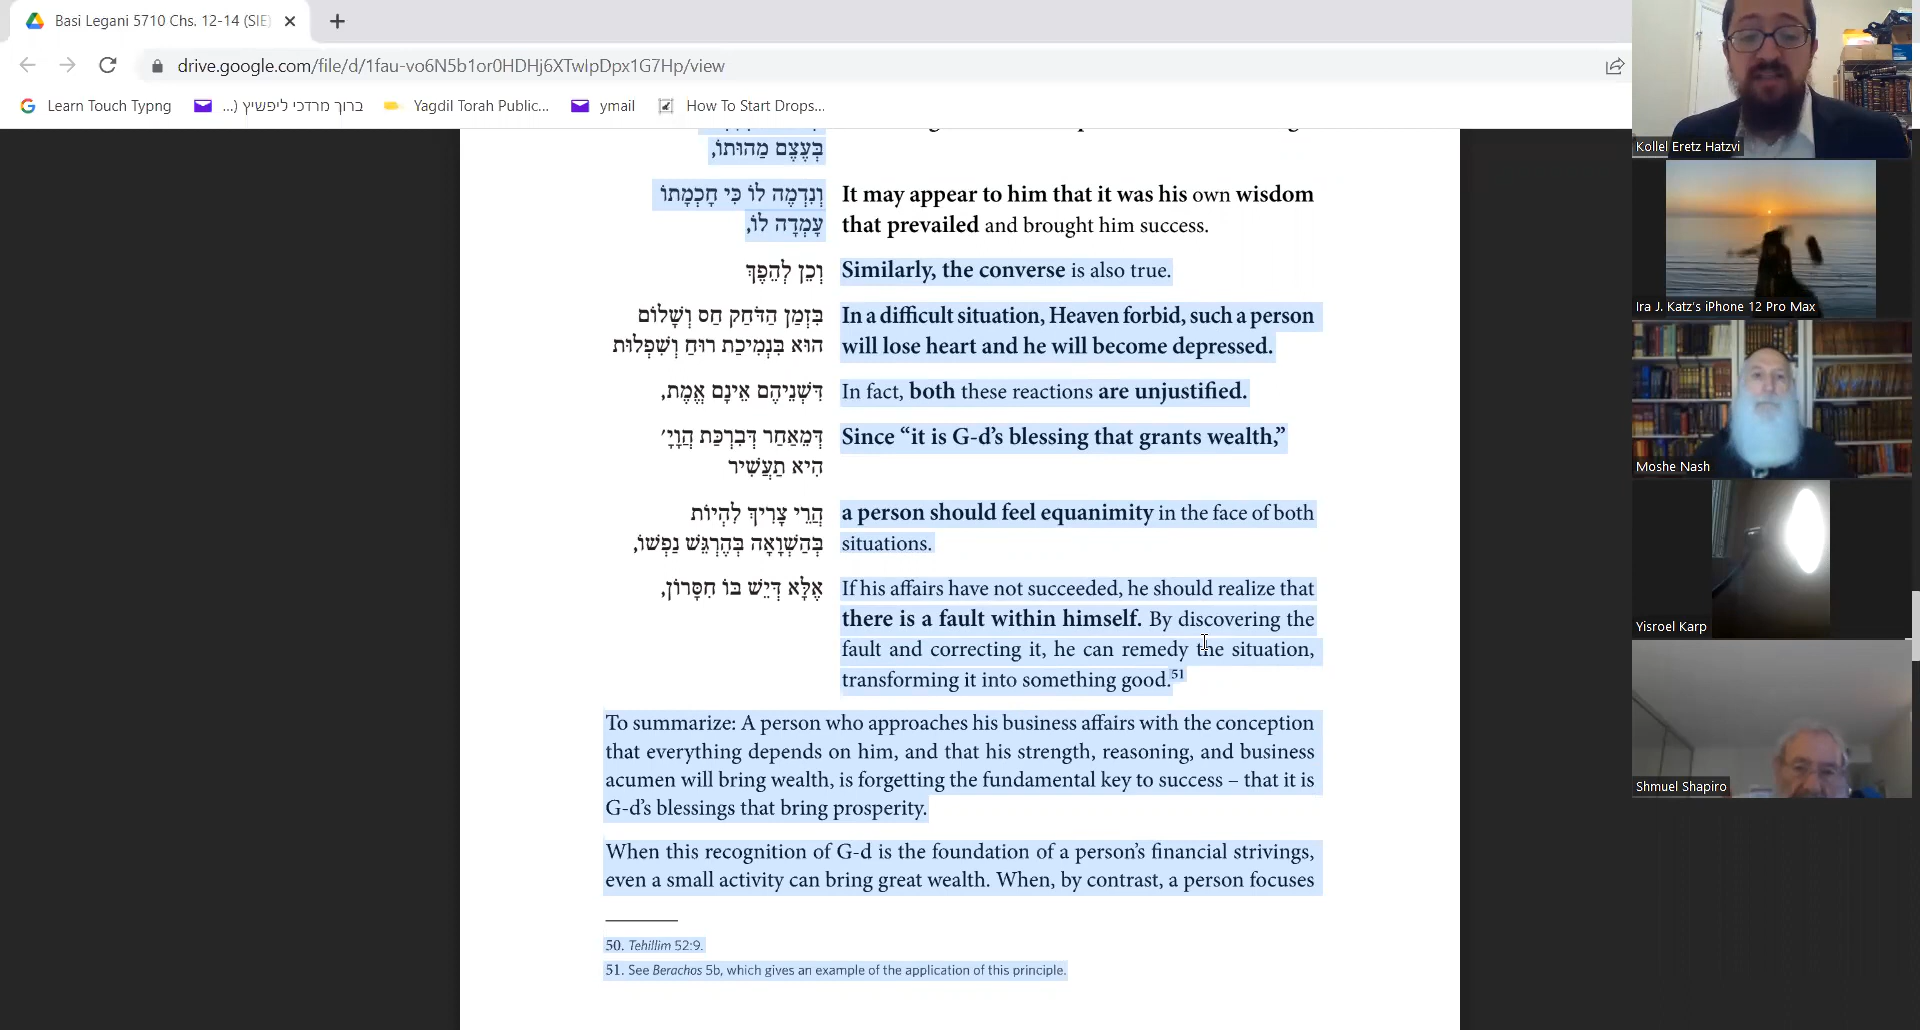 Basi Legani 5710 Chs. 12-14 (SIE)
drive.google.com/file/d/1fau-vo6N5b1or0HDHj6XTwIpDpx1G7Hp/view
Learn Touch Typng
ברוך מרדכי ליפשיץ (...
Yagdil Torah Public...
ymail
How To Start Drops...
בְּעֶצֶם מַהוּתוֹ,
וְנִדְמֶה לוֹ כִּי חָכְמָתוֹ
עָמְדָה לוֹ,
It may appear to him that it was his own wisdom
that prevailed and brought him success.
וְכֵן לְהֵפֶךְ
Similarly, the converse is also true.
בִּזְמַן הַדֹּחַק חַס וְשָׁלוֹם
הוּא בִּנְמִיכַת רוּחַ וְשִׁפְלוּת
In a difficult situation, Heaven forbid, such a person
will lose heart and he will become depressed.
דִּשְׁנֵיהֶם אֵינָם אֱמֶת,
In fact, both these reactions are unjustified.
דְּמֵאַחַר דְּבִרְכַּת הֲוָיָ׳
הִיא תַעֲשִׁיר
Since “it is G-d’s blessing that grants wealth,”
הֲרֵי צָרִיךְ לִהְיוֹת
בְּהַשְׁוָאָה בְּהֶרְגֵּשׁ נַפְשׁוֹ,
a person should feel equanimity in the face of both
situations.
אֶלָּא דְּיֵשׁ בּוֹ חִסָּרוֹן,
If his affairs have not succeeded, he should realize that
there is a fault within himself. By discovering the
fault and correcting it, he can remedy the situation,
transforming it into something good.51
To summarize: A person who approaches his business affairs with the conception
that everything depends on him, and that his strength, reasoning, and business
acumen will bring wealth, is forgetting the fundamental key to success – that it is
G-d’s blessings that bring prosperity.
When this recognition of G-d is the foundation of a person’s financial strivings,
even a small activity can bring great wealth. When, by contrast, a person focuses
50. Tehillim 52:9.
51. See Berachos 5b, which gives an example of the application of this principle.
Kollel Eretz Hatzvi
Ira J. Katz's iPhone 12 Pro Max
Moshe Nash
Yisroel Karp
Shmuel Shapiro